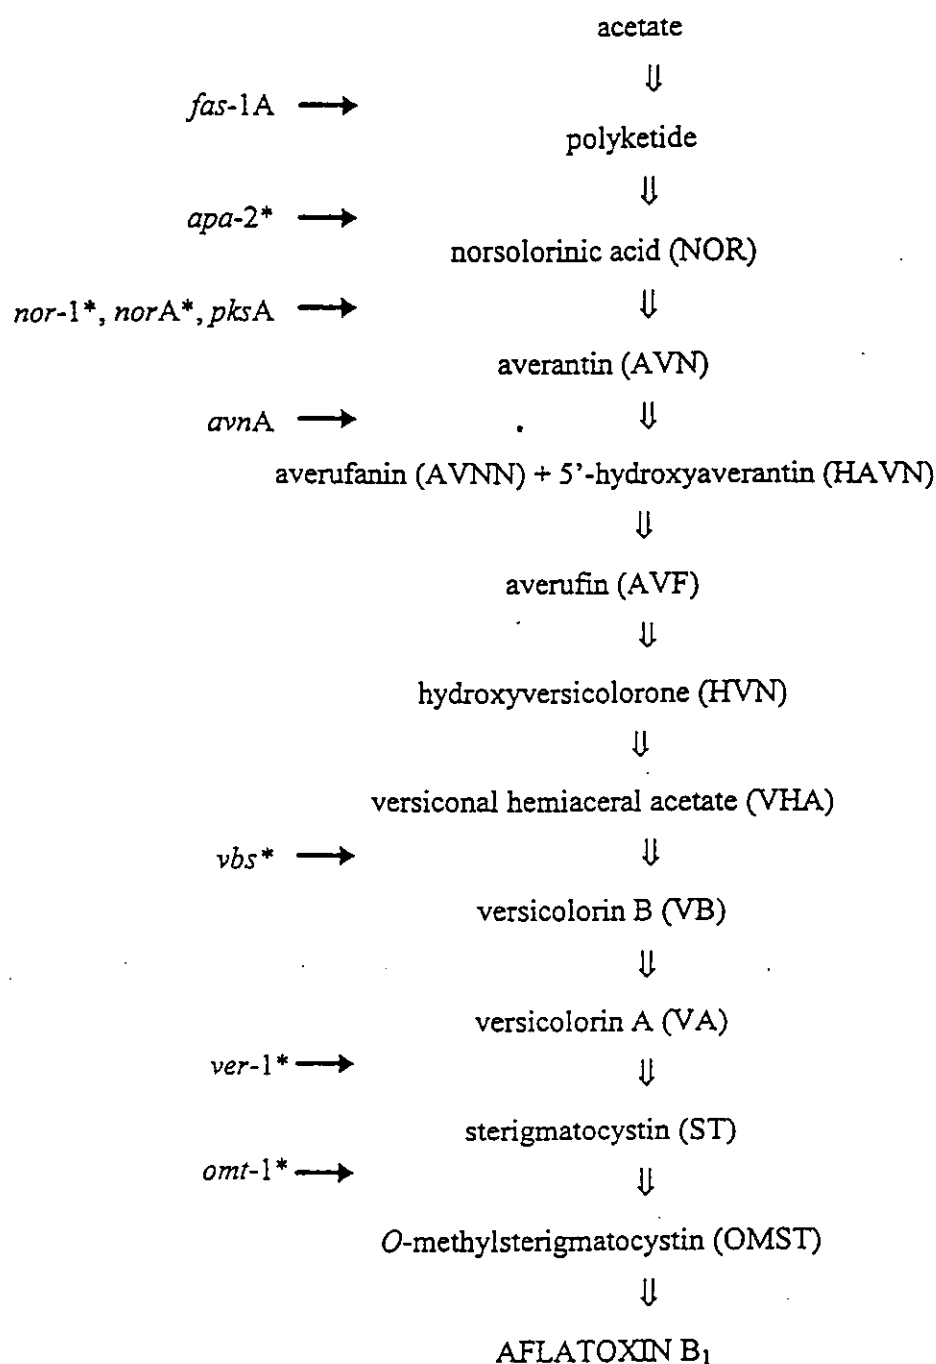 acetate
⇓
fas-1A →
polyketide
⇓
apa-2* →
norsolorinic acid (NOR)
nor-1*, norA*, pksA → ⇓
averantin (AVN)
avnA → ⇓
averufanin (AVNN) + 5'-hydroxyaverantin (HAVN)
⇓
averufin (AVF)
⇓
hydroxyversicolorone (HVN)
⇓
versiconal hemiaceral acetate (VHA)
vbs* → ⇓
versicolorin B (VB)
⇓
versicolorin A (VA)
ver-1* → ⇓
sterigmatocystin (ST)
omt-1* → ⇓
O-methylsterigmatocystin (OMST)
⇓
AFLATOXIN B₁